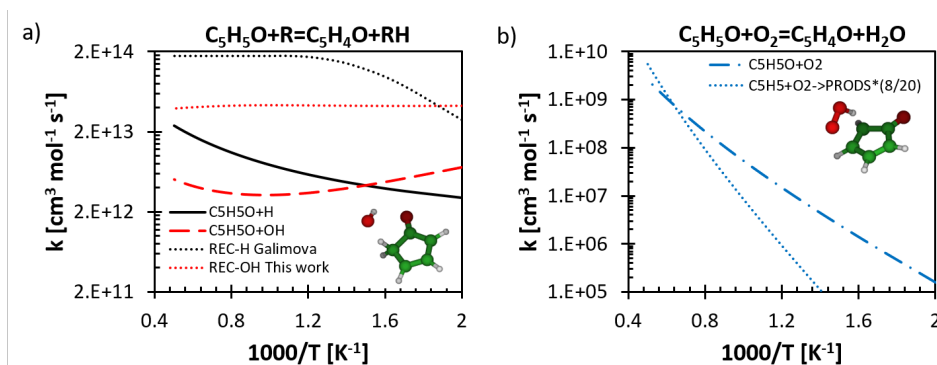 a)
C₅H₅O+R=C₅H₄O+RH
k [cm³ mol⁻¹ s⁻¹]
2.E+14
2.E+13
2.E+12
2.E+11
C5H5O+H
C5H5O+OH
REC-H Galimova
REC-OH This work
0.4 0.8 1.2 1.6 2
1000/T [K⁻¹]
b)
C₅H₅O+O₂=C₅H₄O+H₂O
k [cm³ mol⁻¹ s⁻¹]
1.E+10
1.E+09
1.E+08
1.E+07
1.E+06
1.E+05
C5H5O+O2
C5H5+O2->PRODS*(8/20)
0.4 0.8 1.2 1.6 2
1000/T [K⁻¹]